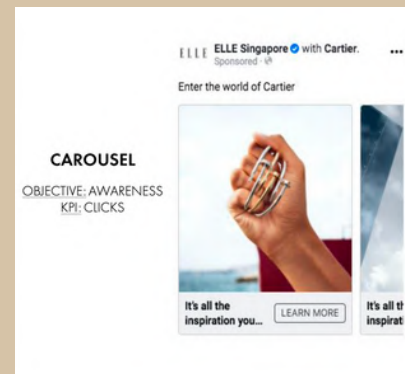 CAROUSEL
OBJECTIVE: AWARENESS
KPI: CLICKS
ELLE
ELLE Singapore with Cartier.
Sponsored ·
Enter the world of Cartier
It's all the
inspiration you...
LEARN MORE
It's all th
inspirati